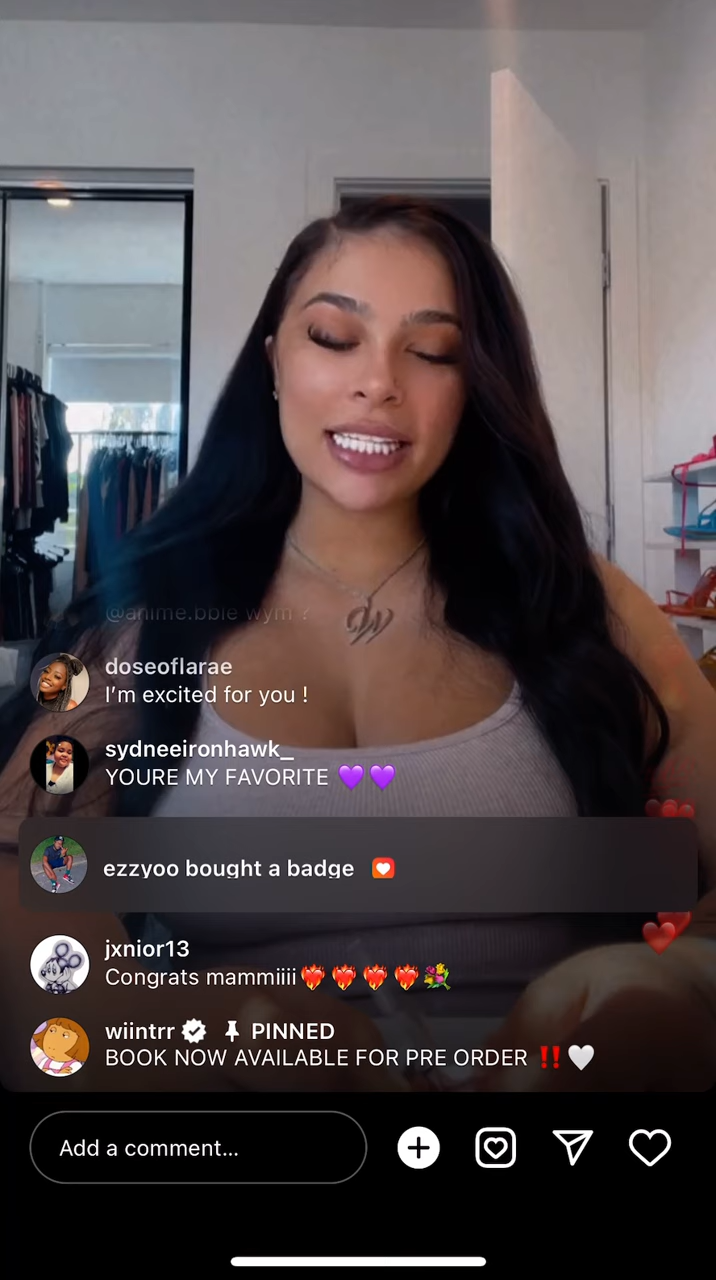 @anime.bbie wym ?
doseoflarae
I'm excited for you !
sydneeironhawk_
YOURE MY FAVORITE 💜💜
ezzyoo bought a badge
jxnior13
Congrats mammiiii❤️‍🔥❤️‍🔥❤️‍🔥❤️‍🔥💐
wiintrr PINNED
BOOK NOW AVAILABLE FOR PRE ORDER ‼️🤍
Add a comment...